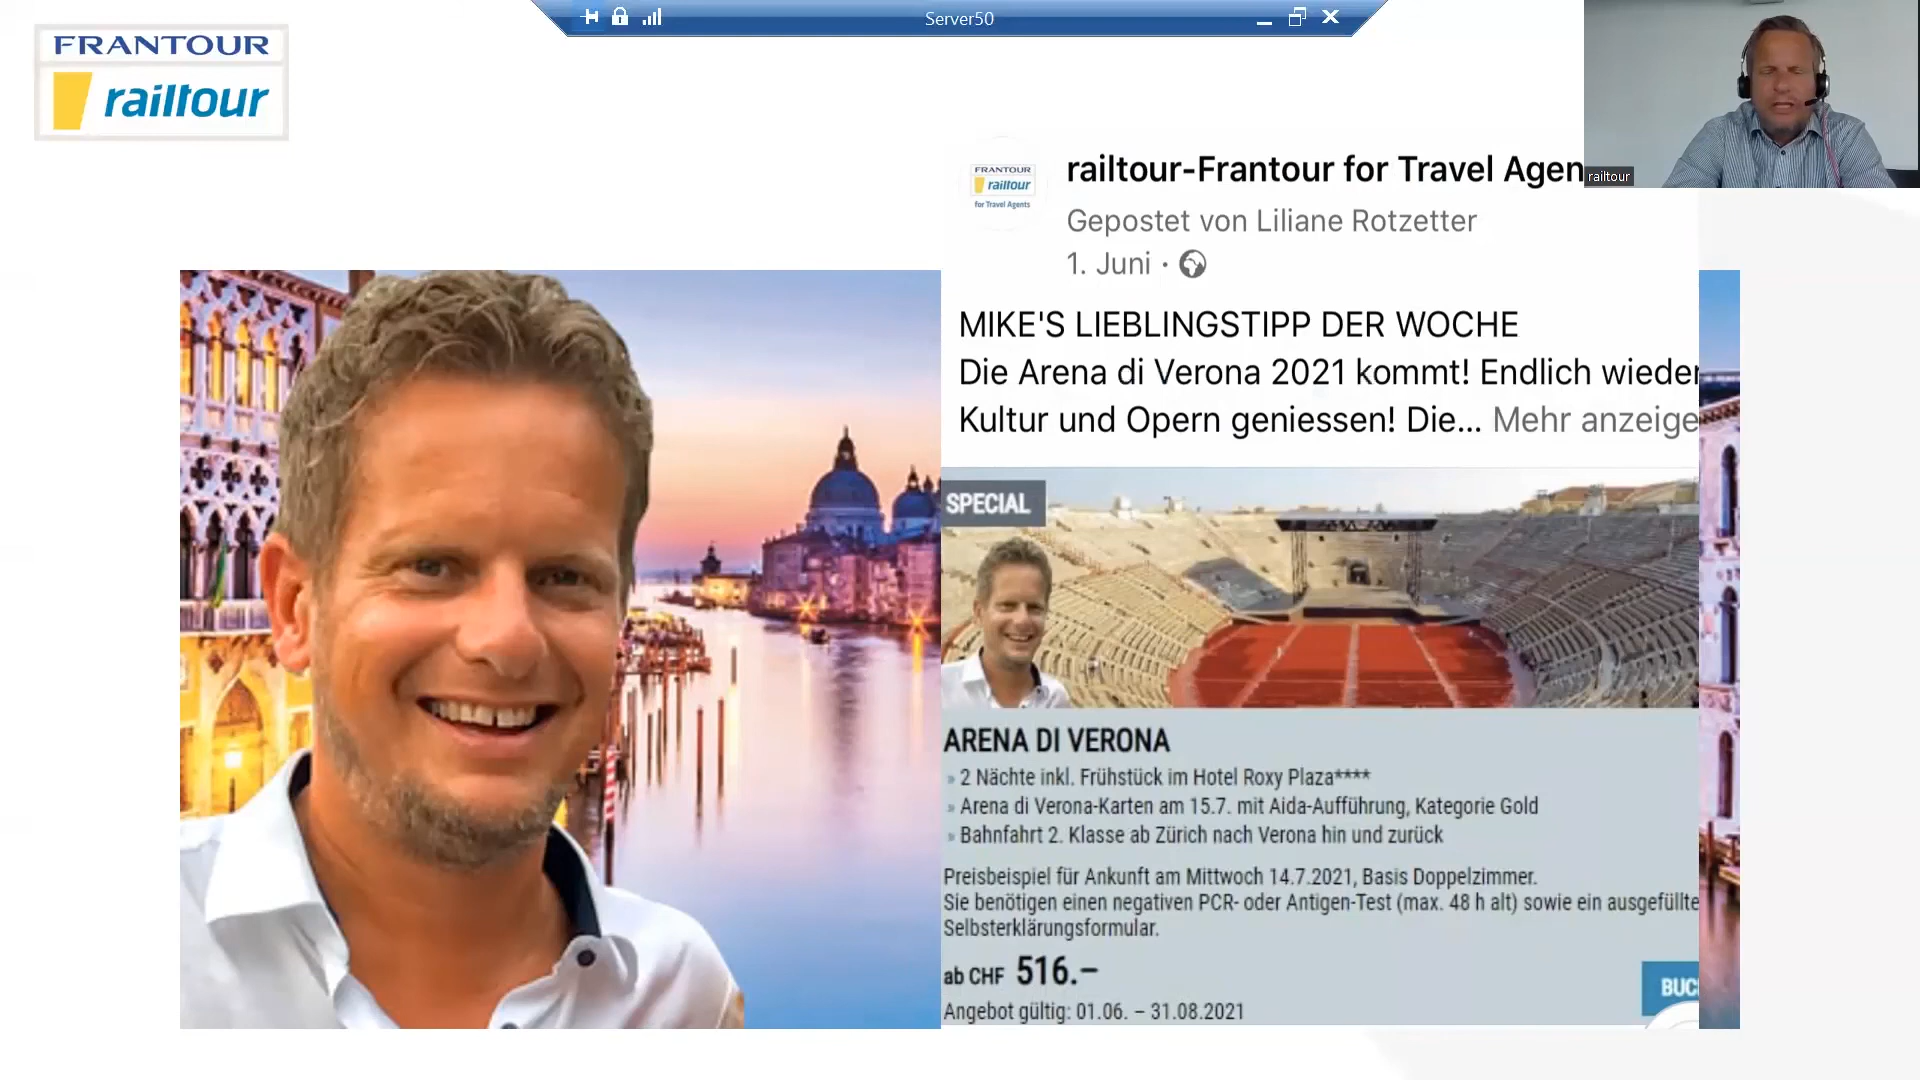 Server50
FRANTOUR
railtour
railtour
FRANTOUR
railtour
for Travel Agents
railtour-Frantour for Travel Agen
Gepostet von Liliane Rotzetter
1. Juni ·
MIKE'S LIEBLINGSTIPP DER WOCHE
Die Arena di Verona 2021 kommt! Endlich wieder
Kultur und Opern geniessen! Die... Mehr anzeige
SPECIAL
ARENA DI VERONA
» 2 Nächte inkl. Frühstück im Hotel Roxy Plaza****
» Arena di Verona-Karten am 15.7. mit Aida-Aufführung, Kategorie Gold
» Bahnfahrt 2. Klasse ab Zürich nach Verona hin und zurück
Preisbeispiel für Ankunft am Mittwoch 14.7.2021, Basis Doppelzimmer.
Sie benötigen einen negativen PCR- oder Antigen-Test (max. 48 h alt) sowie ein ausgefüllte
Selbsterklärungsformular.
ab CHF 516.–
Angebot gültig: 01.06. – 31.08.2021
BUC